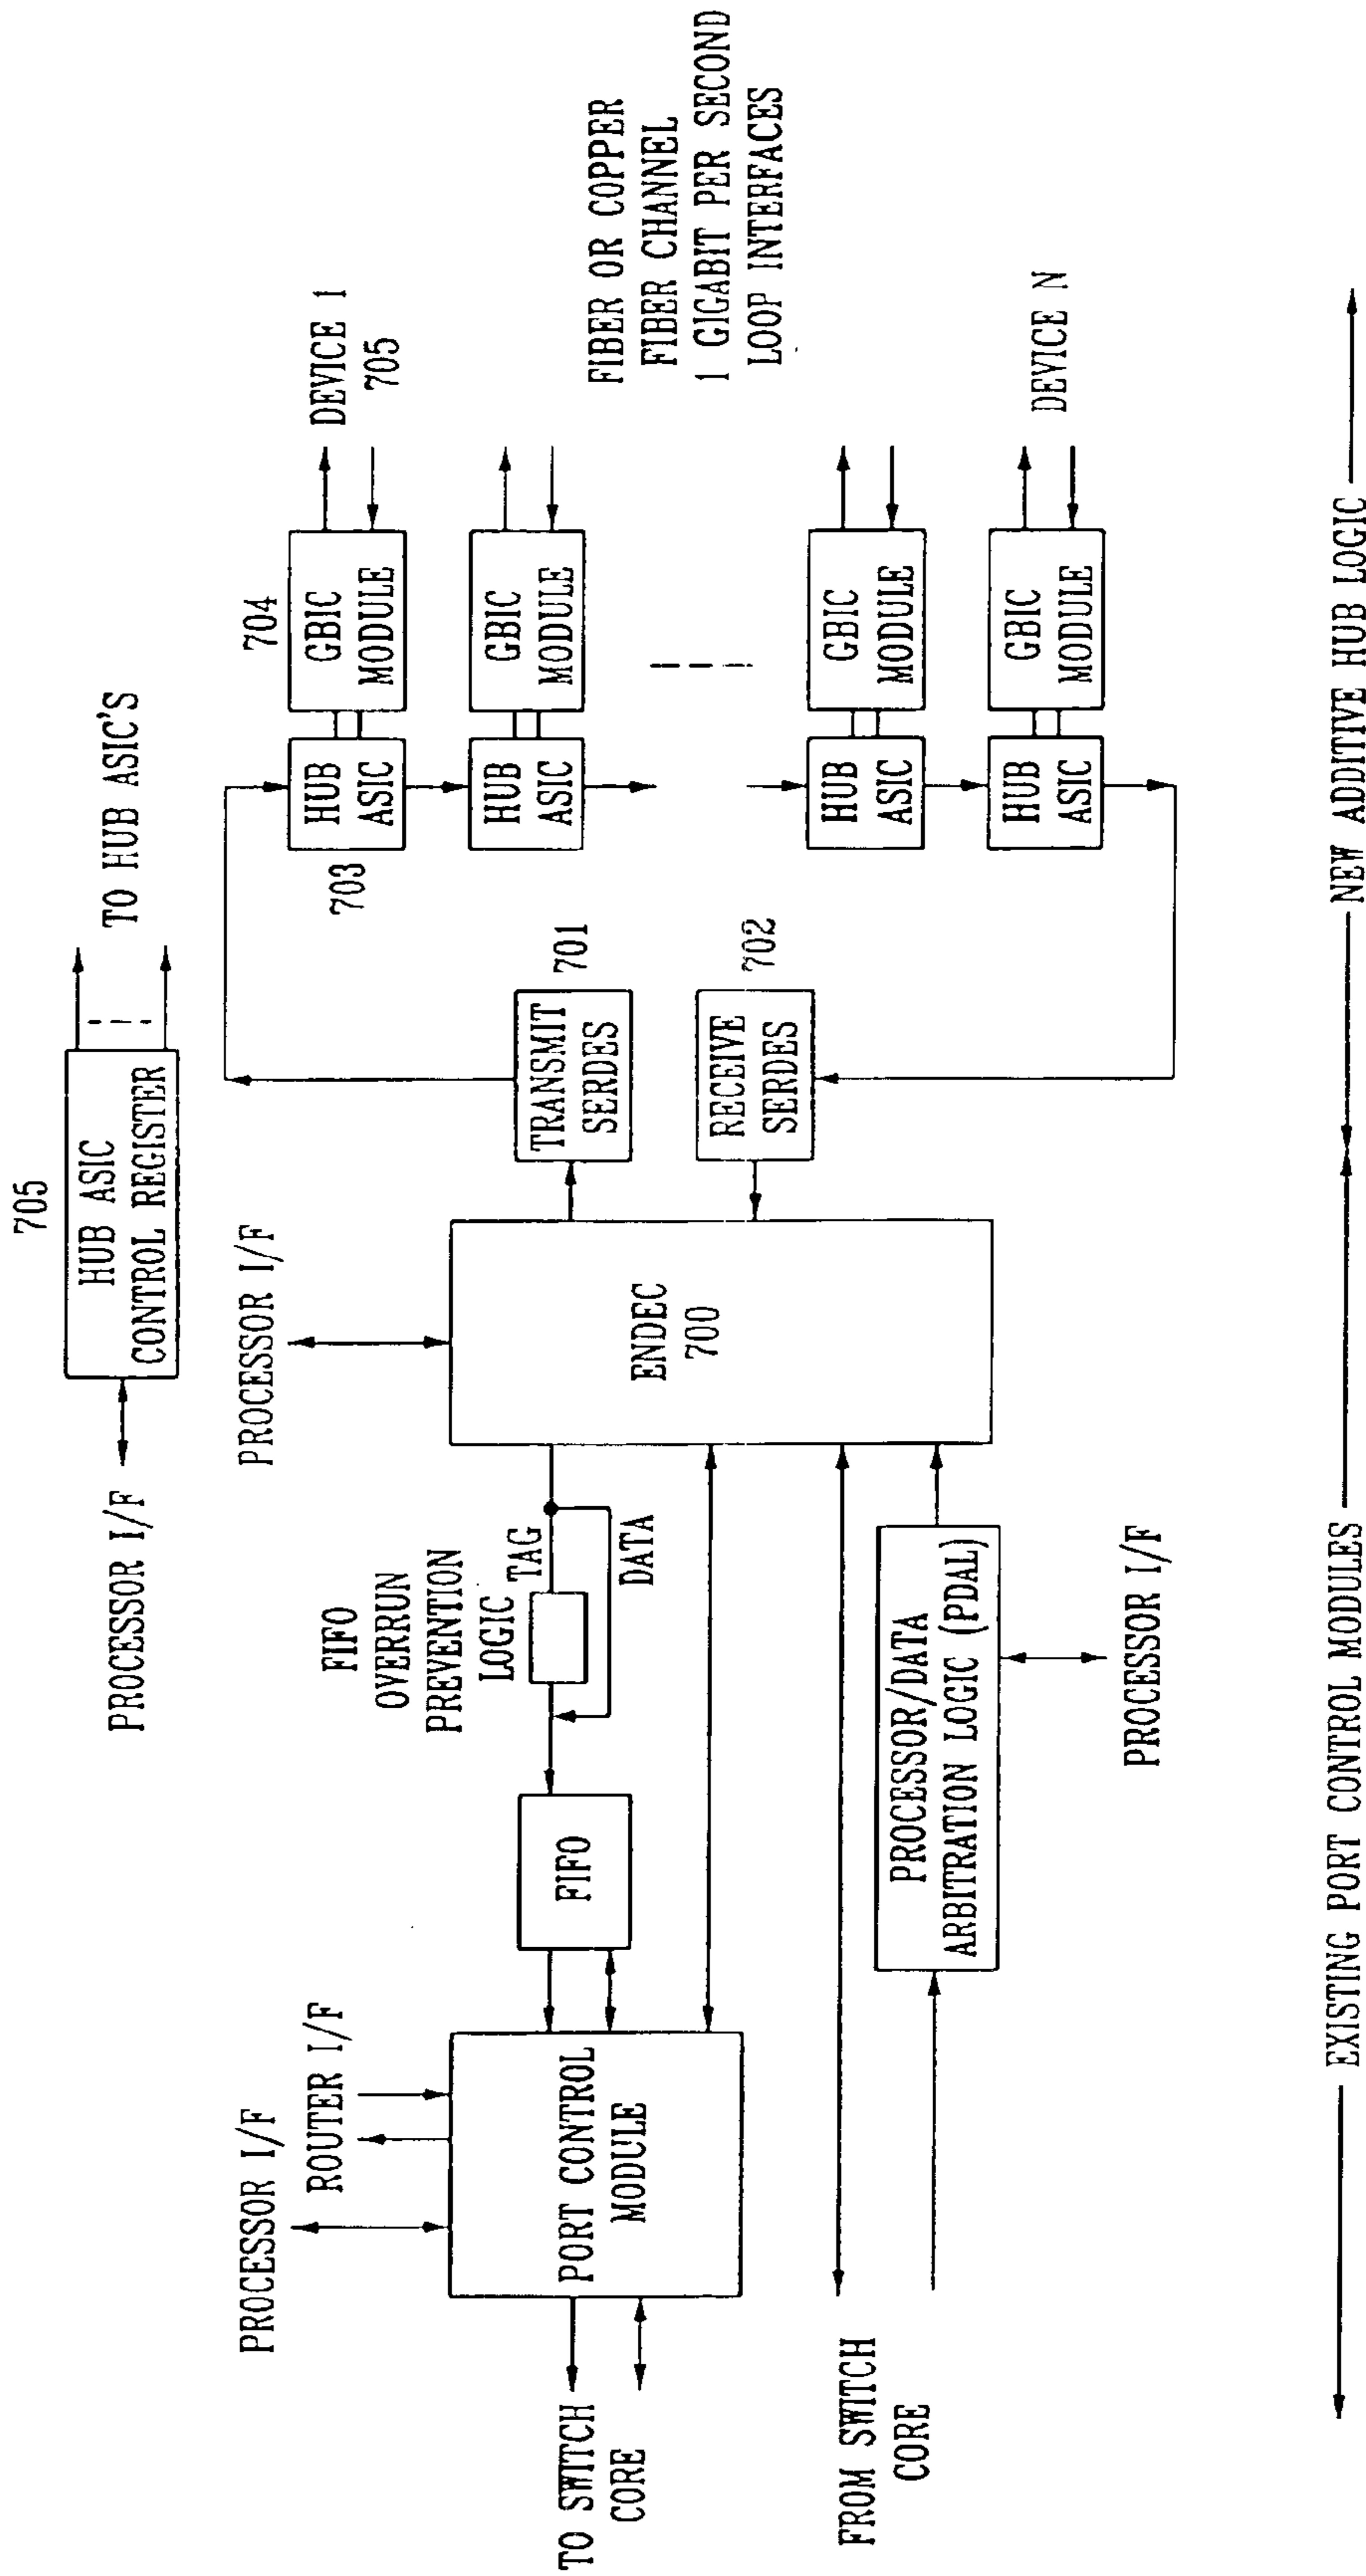 705
HUB ASIC
CONTROL REGISTER
PROCESSOR I/F
TO HUB ASIC'S
PROCESSOR I/F
ROUTER I/F
PROCESSOR I/F
704
DEVICE 1
705
FIFO
OVERRUN
PREVENTION
LOGIC
TAG
DATA
HUB
ASIC
703
GBIC
MODULE
HUB
ASIC
GBIC
MODULE
TO SWITCH
CORE
PORT CONTROL
MODULE
FIFO
ENDEC
700
TRANSMIT
SERDES
701
RECEIVE
SERDES
702
FIBER OR COPPER
FIBER CHANNEL
1 GIGABIT PER SECOND
LOOP INTERFACES
HUB
ASIC
GBIC
MODULE
HUB
ASIC
GBIC
MODULE
DEVICE N
FROM SWITCH
CORE
PROCESSOR/DATA
ARBITRATION LOGIC (PDAL)
PROCESSOR I/F
EXISTING PORT CONTROL MODULES
NEW ADDITIVE HUB LOGIC